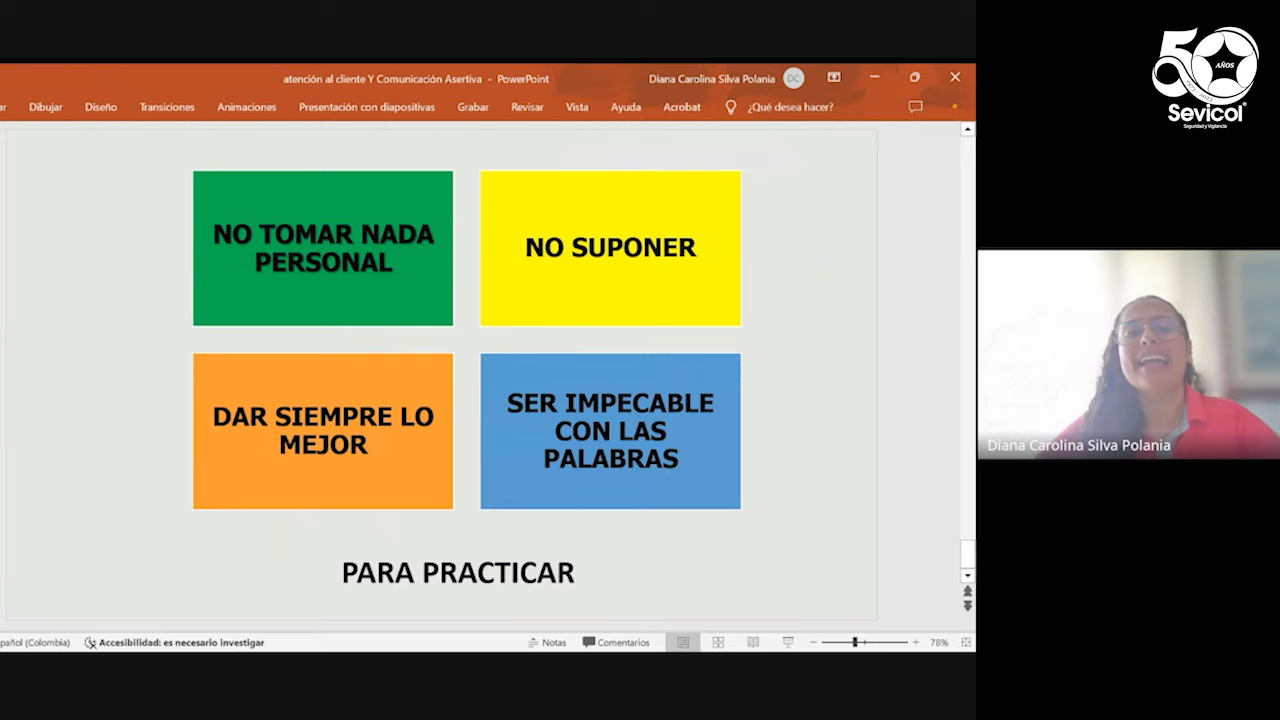 atención al cliente Y Comunicación Asertiva - PowerPoint
Diana Carolina Silva Polania
DC
Dibujar Diseño Transiciones Animaciones Presentación con diapositivas Grabar Revisar Vista Ayuda Acrobat ¿Qué desea hacer?
NO TOMAR NADA
PERSONAL
NO SUPONER
DAR SIEMPRE LO
MEJOR
SER IMPECABLE
CON LAS
PALABRAS
PARA PRACTICAR
pañol (Colombia) Accesibilidad: es necesario investigar
Notas Comentarios 78%
50
AÑOS
Sevicol
Seguridad y Vigilancia
Diana Carolina Silva Polania